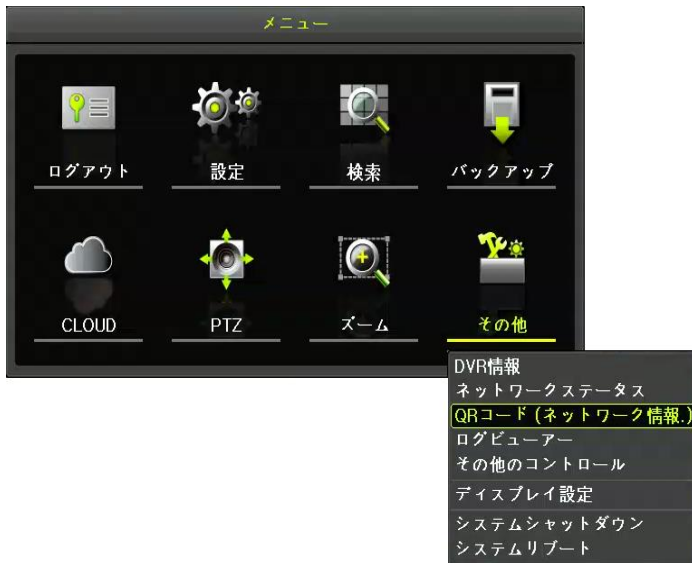 メニュー
ログアウト
設定
検索
バックアップ
CLOUD
PTZ
ズーム
その他
DVR情報
ネットワークステータス
QRコード (ネットワーク情報.)
ログビューアー
その他のコントロール
ディスプレイ設定
システムシャットダウン
システムリブート